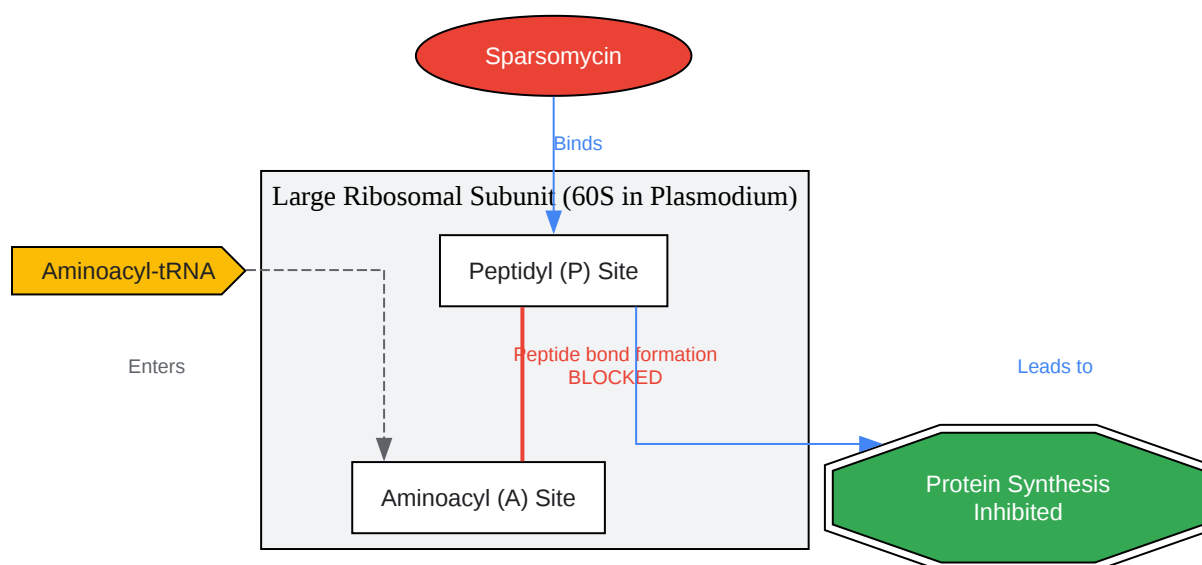 Sparsomycin
Binds
Large Ribosomal Subunit (60S in Plasmodium)
Peptidyl (P) Site
Aminoacyl-tRNA
Enters
Peptide bond formation
BLOCKED
Leads to
Aminoacyl (A) Site
Protein Synthesis
Inhibited